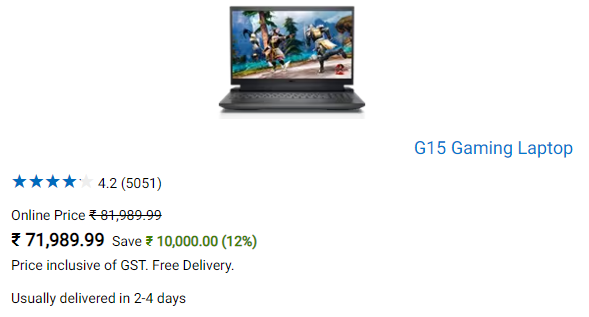 G15 Gaming Laptop
4.2 (5051)
Online Price ₹ 81,989.99
₹ 71,989.99 Save ₹ 10,000.00 (12%)
Price inclusive of GST. Free Delivery.
Usually delivered in 2-4 days